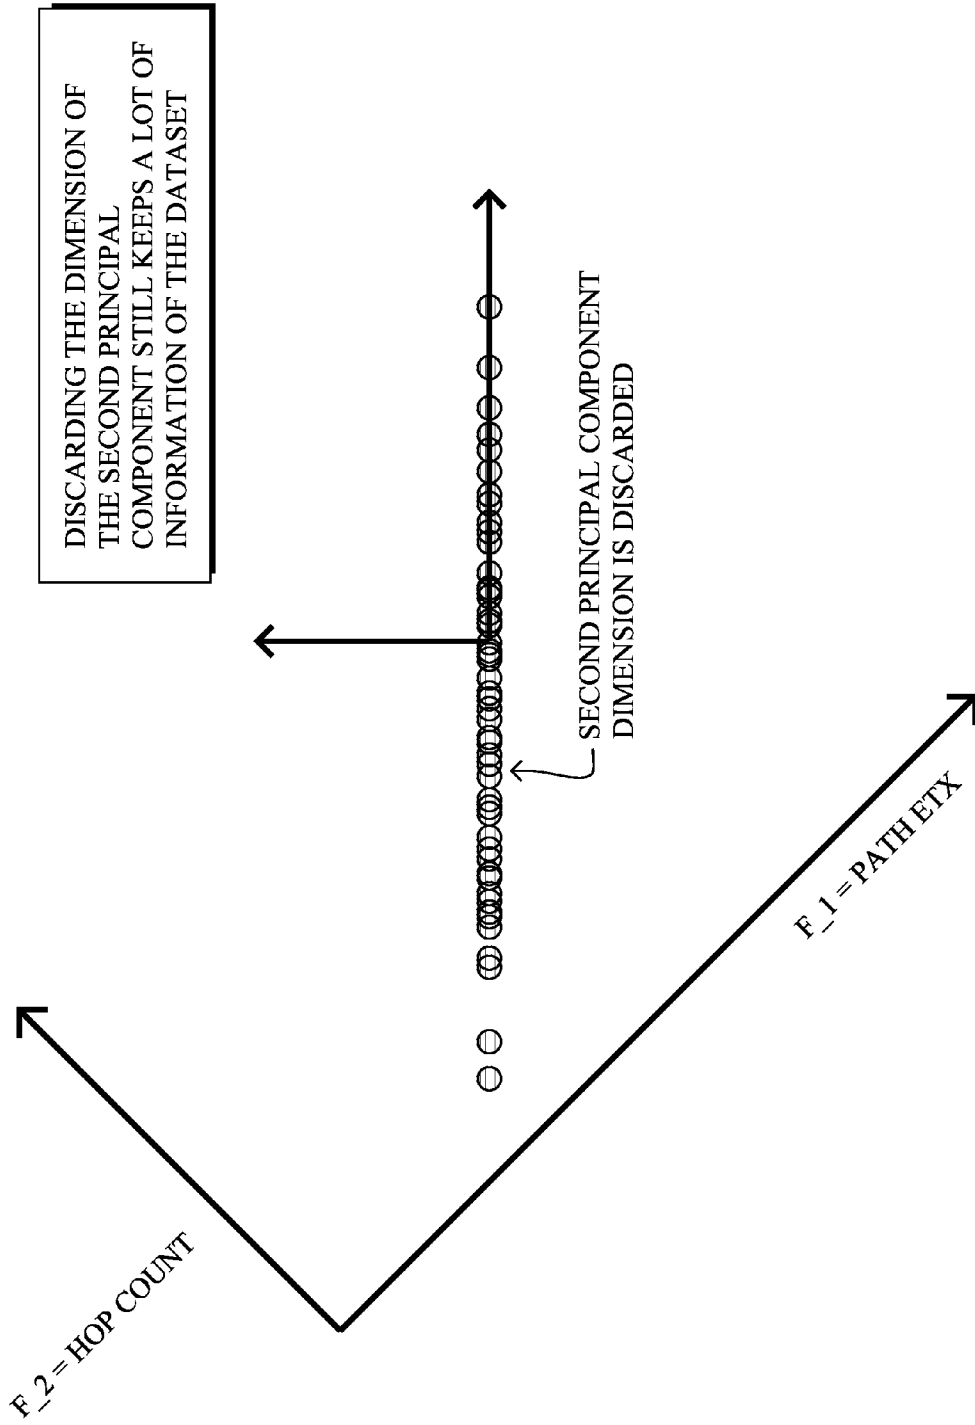 DISCARDING THE DIMENSION OF
THE SECOND PRINCIPAL
COMPONENT STILL KEEPS A LOT OF
INFORMATION OF THE DATASET
SECOND PRINCIPAL COMPONENT
DIMENSION IS DISCARDED
F_2 = HOP COUNT
F_1 = PATH ETX